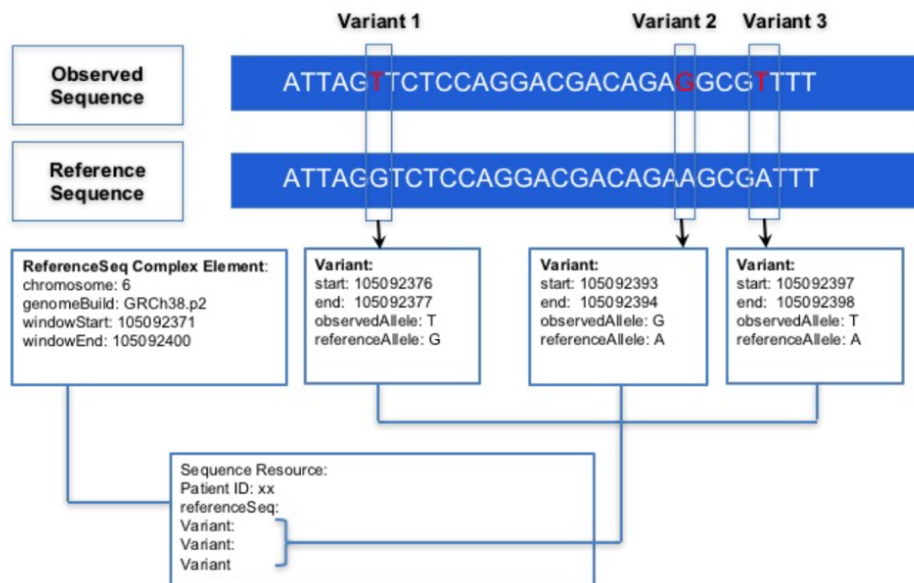 Variant 1
Variant 2
Variant 3
Observed
Sequence
ATTAGTTCTCCAGGACGACAGAGGCGTTTT
Reference
Sequence
ATTAGGTCTCCAGGACGACAGAAGCGATTT
ReferenceSeq Complex Element:
chromosome: 6
genomeBuild: GRCh38.p2
windowStart: 105092371
windowEnd: 105092400
Variant:
start: 105092376
end: 105092377
observedAllele: T
referenceAllele: G
Variant:
start: 105092393
end: 105092394
observedAllele: G
referenceAllele: A
Variant:
start: 105092397
end: 105092398
observedAllele: T
referenceAllele: A
Sequence Resource:
Patient ID: xx
referenceSeq:
Variant:
Variant:
Variant